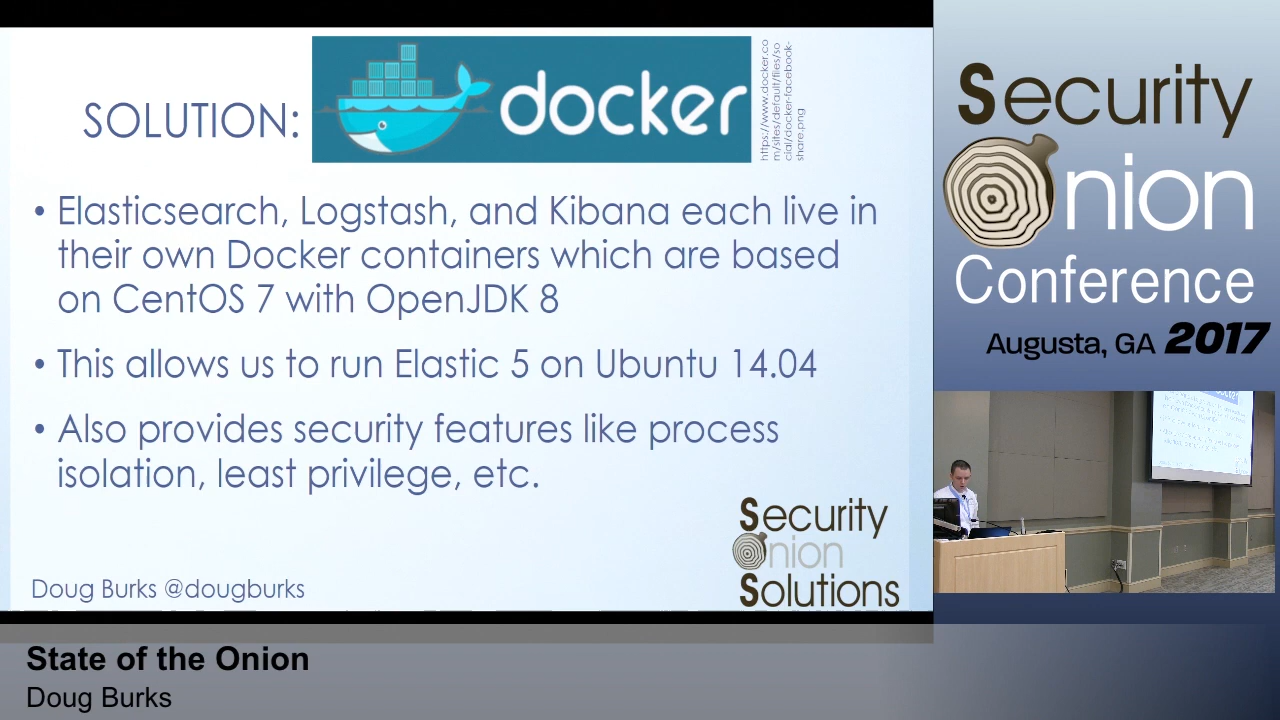 SOLUTION:
docker
https://www.docker.co
m/sites/default/files/so
cial/docker-facebook-
share.png
• Elasticsearch, Logstash, and Kibana each live in
their own Docker containers which are based
on CentOS 7 with OpenJDK 8
• This allows us to run Elastic 5 on Ubuntu 14.04
• Also provides security features like process
isolation, least privilege, etc.
Doug Burks @dougburks
Security
Onion
Solutions
Security
Onion
Conference
Augusta, GA 2017
State of the Onion
Doug Burks